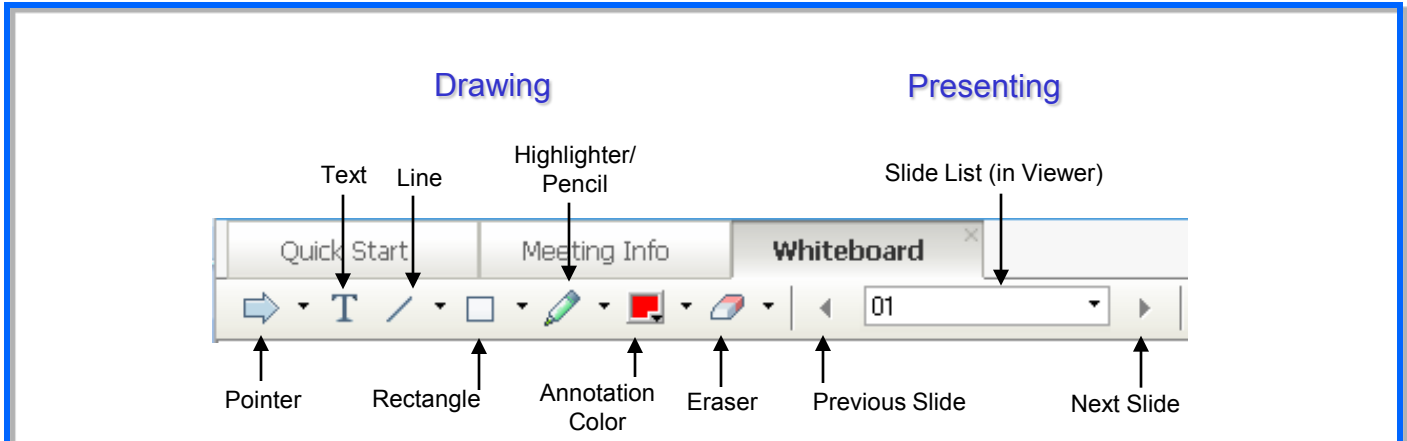 Drawing
Presenting
Highlighter/
Pencil
Text
Line
Slide List (in Viewer)
Quick Start
Meeting Info
Whiteboard
T
01
Pointer
Rectangle
Annotation
Color
Eraser
Previous Slide
Next Slide